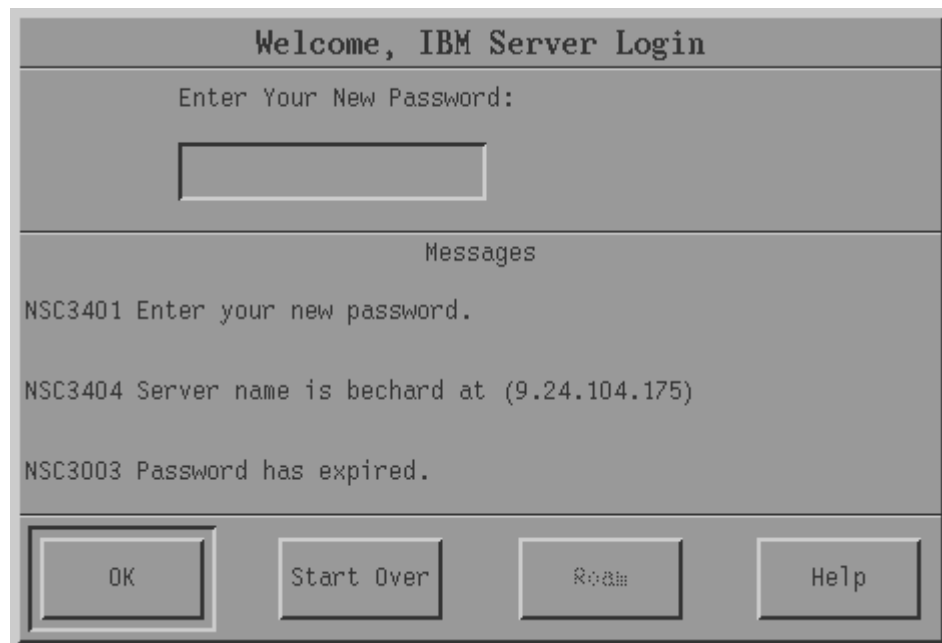 Welcome, IBM Server Login
Enter Your New Password:
Messages
NSC3401 Enter your new password.
NSC3404 Server name is bechard at (9.24.104.175)
NSC3003 Password has expired.
OK Start Over Roam Help